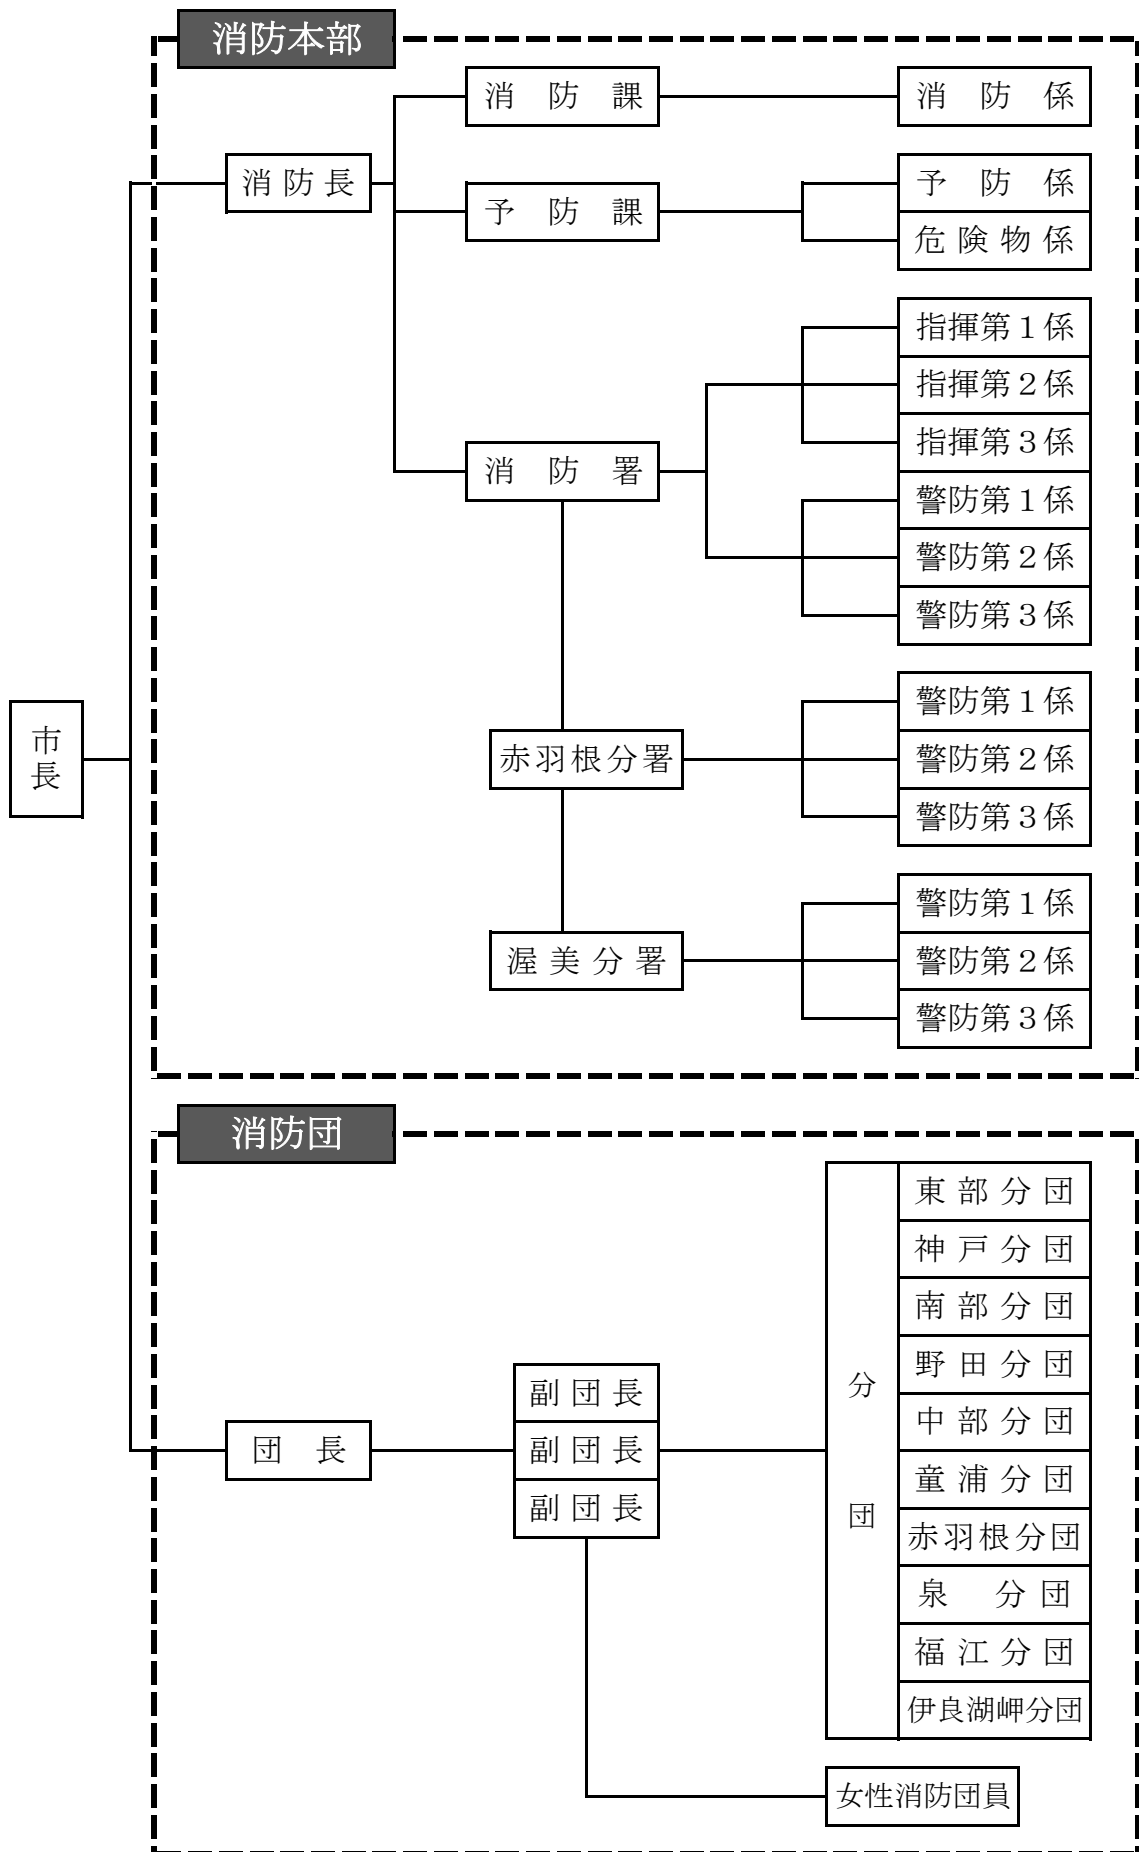 消防本部
消防課
消防係
消防長
予防課
予防係
危険物係
指揮第１係
指揮第２係
指揮第３係
消防署
警防第１係
警防第２係
警防第３係
市長
赤羽根分署
警防第１係
警防第２係
警防第３係
渥美分署
警防第１係
警防第２係
警防第３係
消防団
団長
副団長
副団長
副団長
分団
東部分団
神戸分団
南部分団
野田分団
中部分団
童浦分団
赤羽根分団
泉分団
福江分団
伊良湖岬分団
女性消防団員